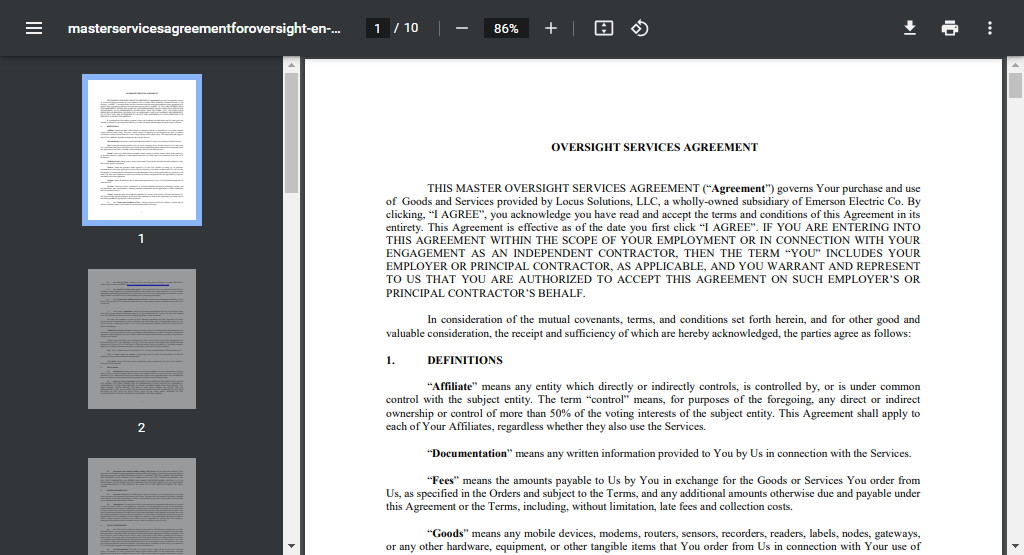 masterservicesagreementforoversight-en-...
1 / 10
86%
1
2
OVERSIGHT SERVICES AGREEMENT
THIS MASTER OVERSIGHT SERVICES AGREEMENT (“Agreement”) governs Your purchase and use
of Goods and Services provided by Locus Solutions, LLC, a wholly-owned subsidiary of Emerson Electric Co. By
clicking, “I AGREE”, you acknowledge you have read and accept the terms and conditions of this Agreement in its
entirety. This Agreement is effective as of the date you first click “I AGREE”. IF YOU ARE ENTERING INTO
THIS AGREEMENT WITHIN THE SCOPE OF YOUR EMPLOYMENT OR IN CONNECTION WITH YOUR
ENGAGEMENT AS AN INDEPENDENT CONTRACTOR, THEN THE TERM “YOU” INCLUDES YOUR
EMPLOYER OR PRINCIPAL CONTRACTOR, AS APPLICABLE, AND YOU WARRANT AND REPRESENT
TO US THAT YOU ARE AUTHORIZED TO ACCEPT THIS AGREEMENT ON SUCH EMPLOYER’S OR
PRINCIPAL CONTRACTOR’S BEHALF.
In consideration of the mutual covenants, terms, and conditions set forth herein, and for other good and
valuable consideration, the receipt and sufficiency of which are hereby acknowledged, the parties agree as follows:
1. DEFINITIONS
“Affiliate” means any entity which directly or indirectly controls, is controlled by, or is under common
control with the subject entity. The term “control” means, for purposes of the foregoing, any direct or indirect
ownership or control of more than 50% of the voting interests of the subject entity. This Agreement shall apply to
each of Your Affiliates, regardless whether they also use the Services.
“Documentation” means any written information provided to You by Us in connection with the Services.
“Fees” means the amounts payable to Us by You in exchange for the Goods or Services You order from
Us, as specified in the Orders and subject to the Terms, and any additional amounts otherwise due and payable under
this Agreement or the Terms, including, without limitation, late fees and collection costs.
“Goods” means any mobile devices, modems, routers, sensors, recorders, readers, labels, nodes, gateways,
or any other hardware, equipment, or other tangible items that You order from Us in connection with Your use of